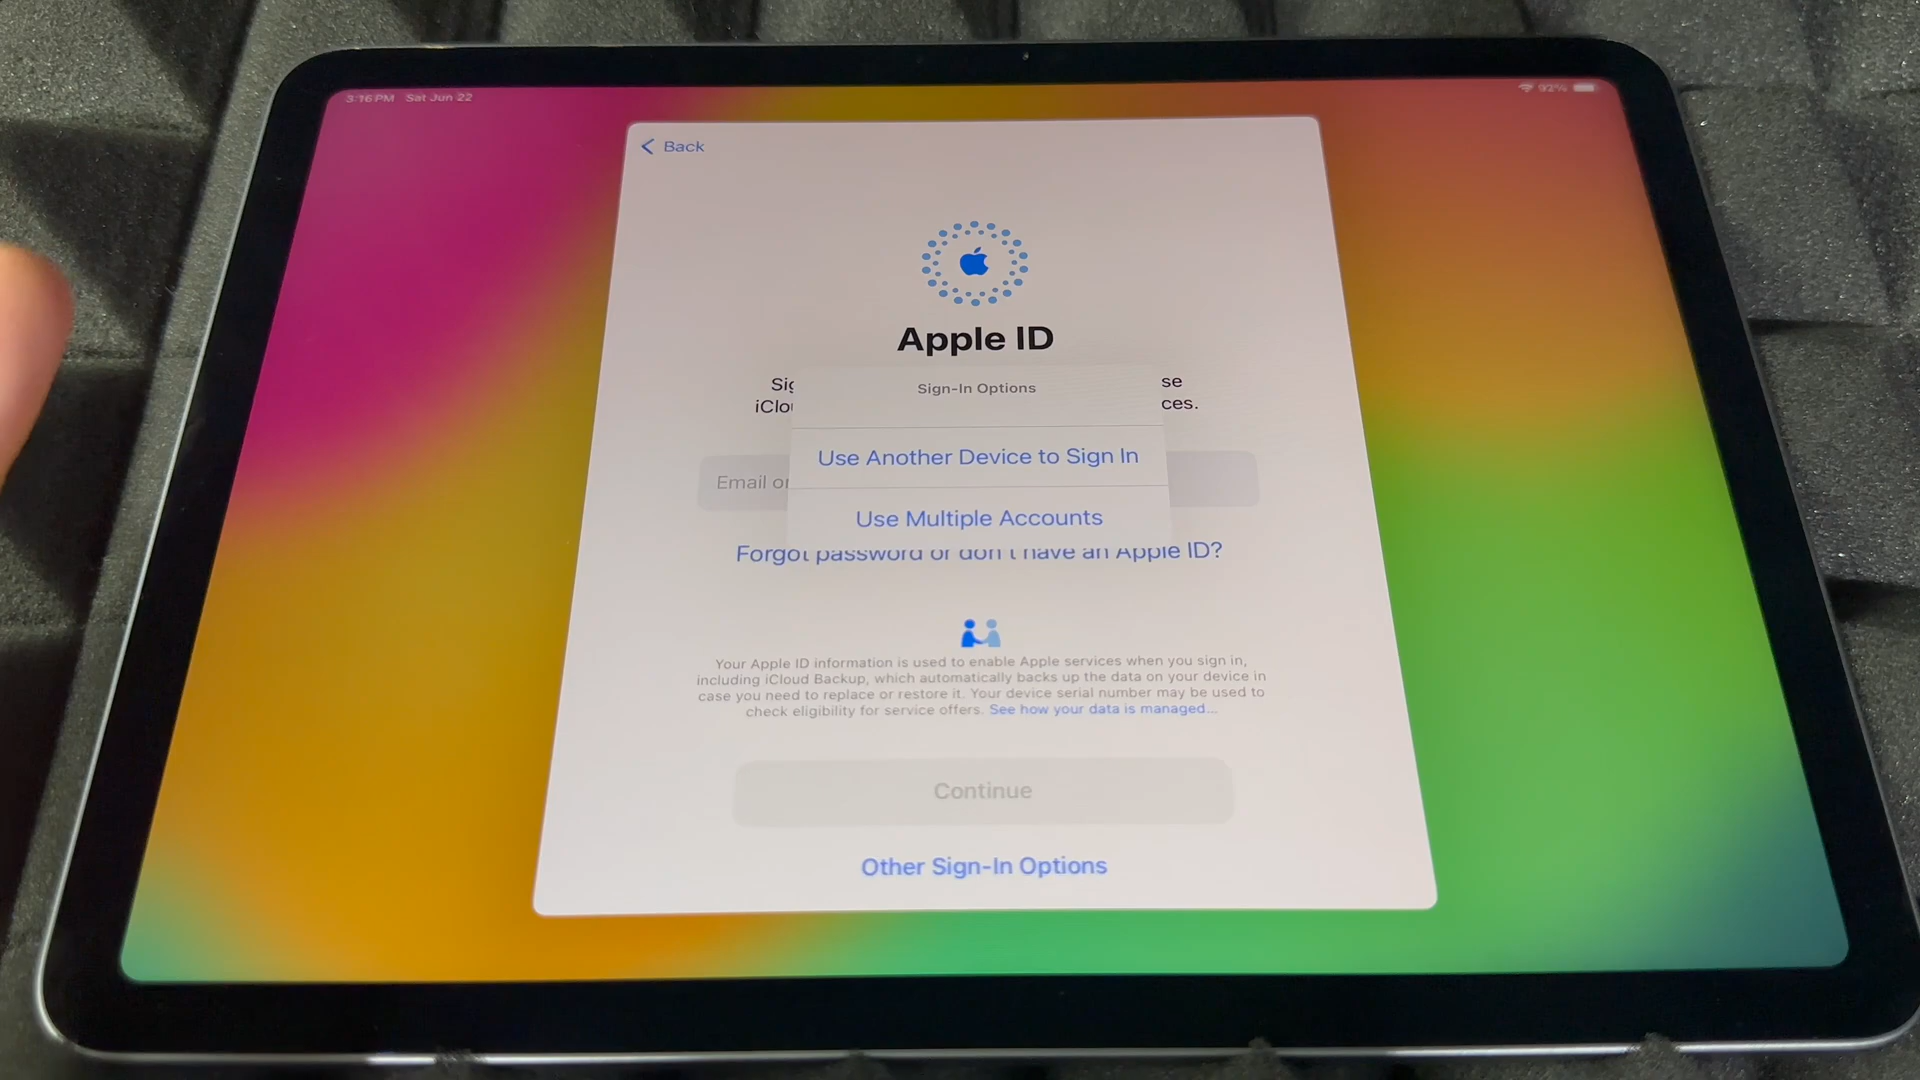 3:16 PM Sat Jun 22
92%
Back
Apple ID
Sign-In Options
se
iClou
ces.
Use Another Device to Sign In
Email or
Use Multiple Accounts
Forgot password or don't have an Apple ID?
Your Apple ID information is used to enable Apple services when you sign in,
including iCloud Backup, which automatically backs up the data on your device in
case you need to replace or restore it. Your device serial number may be used to
check eligibility for service offers. See how your data is managed...
Continue
Other Sign-In Options